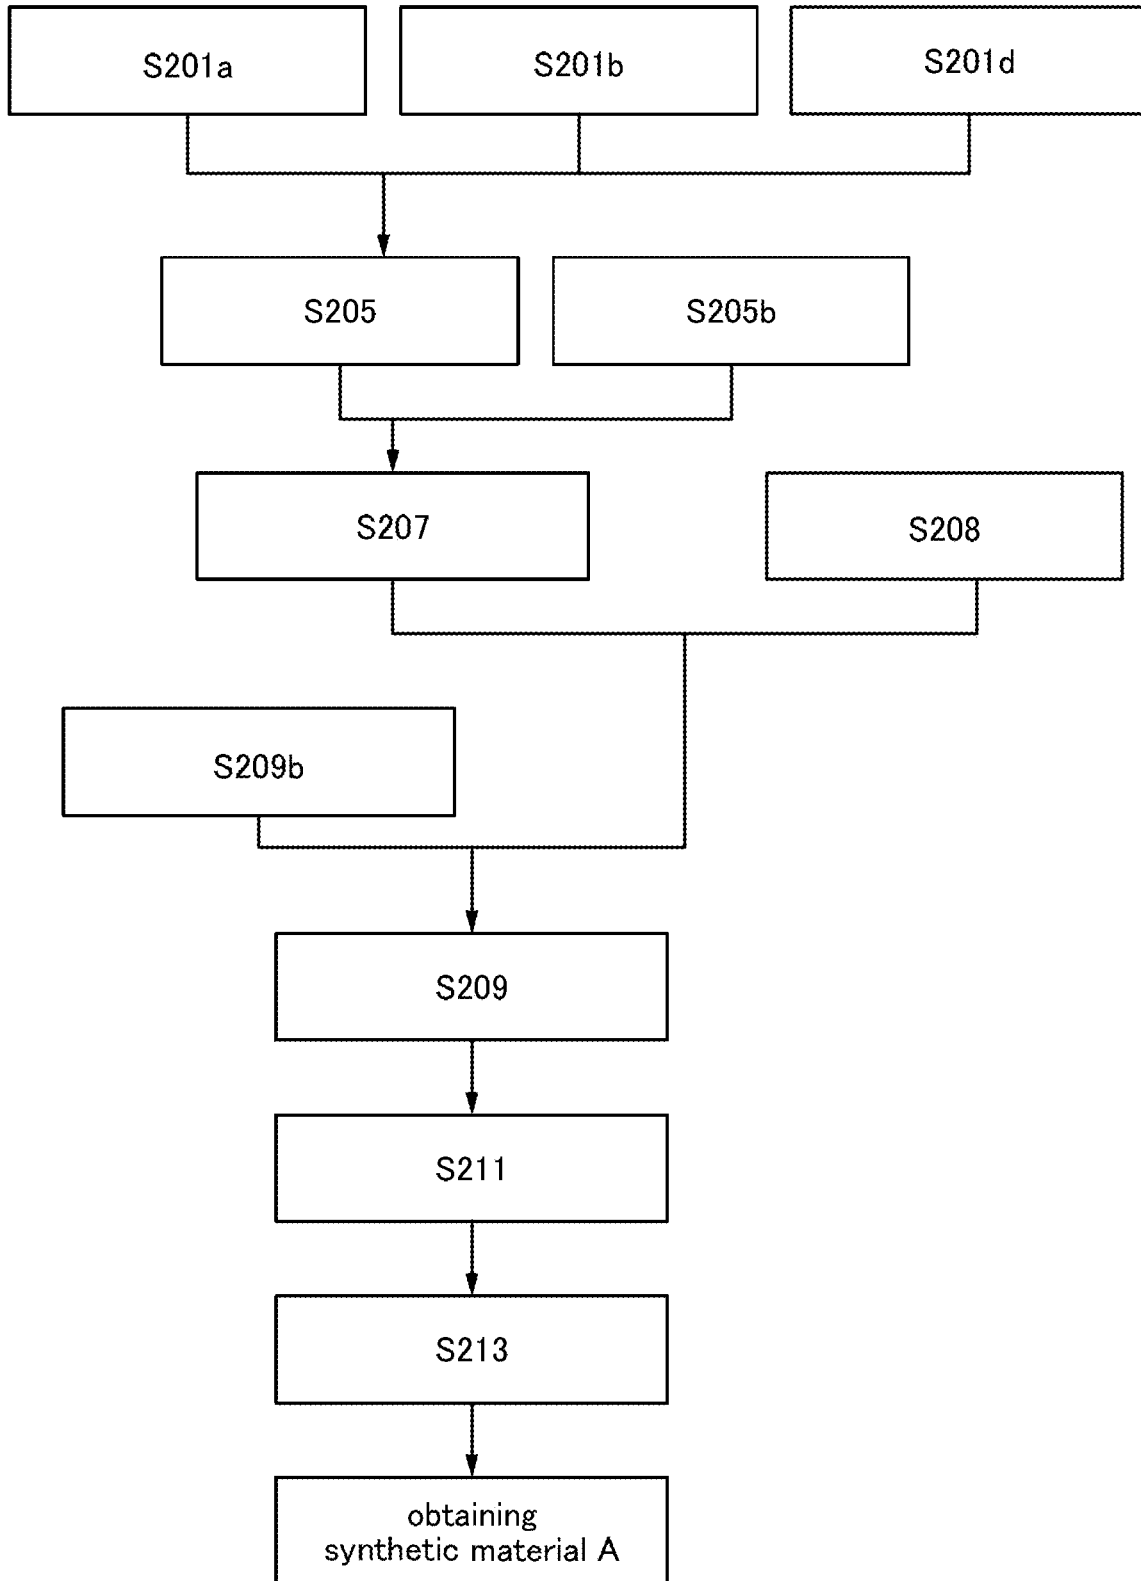 S201a
S201b
S201d
S205
S205b
S207
S208
S209b
S209
S211
S213
obtaining
synthetic material A